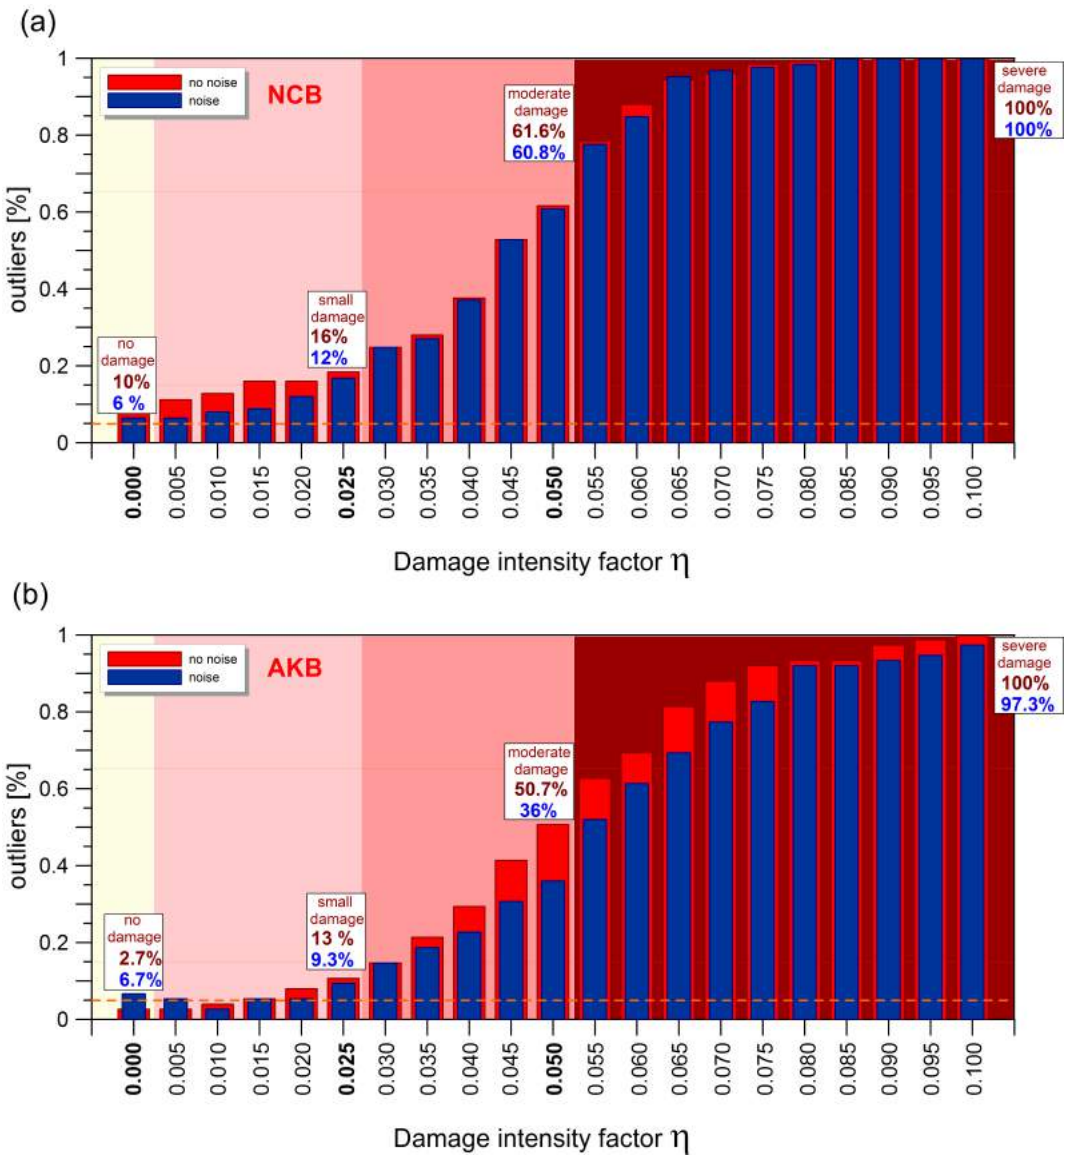 (a)
no noise
noise
NCB
no
damage
10%
6 %
small
damage
16%
12%
moderate
damage
61.6%
60.8%
severe
damage
100%
100%
outliers [%]
1
0.8
0.6
0.4
0.2
0
0.000
0.005
0.010
0.015
0.020
0.025
0.030
0.035
0.040
0.045
0.050
0.055
0.060
0.065
0.070
0.075
0.080
0.085
0.090
0.095
0.100
Damage intensity factor η
(b)
no noise
noise
AKB
no
damage
2.7%
6.7%
small
damage
13 %
9.3%
moderate
damage
50.7%
36%
severe
damage
100%
97.3%
outliers [%]
1
0.8
0.6
0.4
0.2
0
0.000
0.005
0.010
0.015
0.020
0.025
0.030
0.035
0.040
0.045
0.050
0.055
0.060
0.065
0.070
0.075
0.080
0.085
0.090
0.095
0.100
Damage intensity factor η